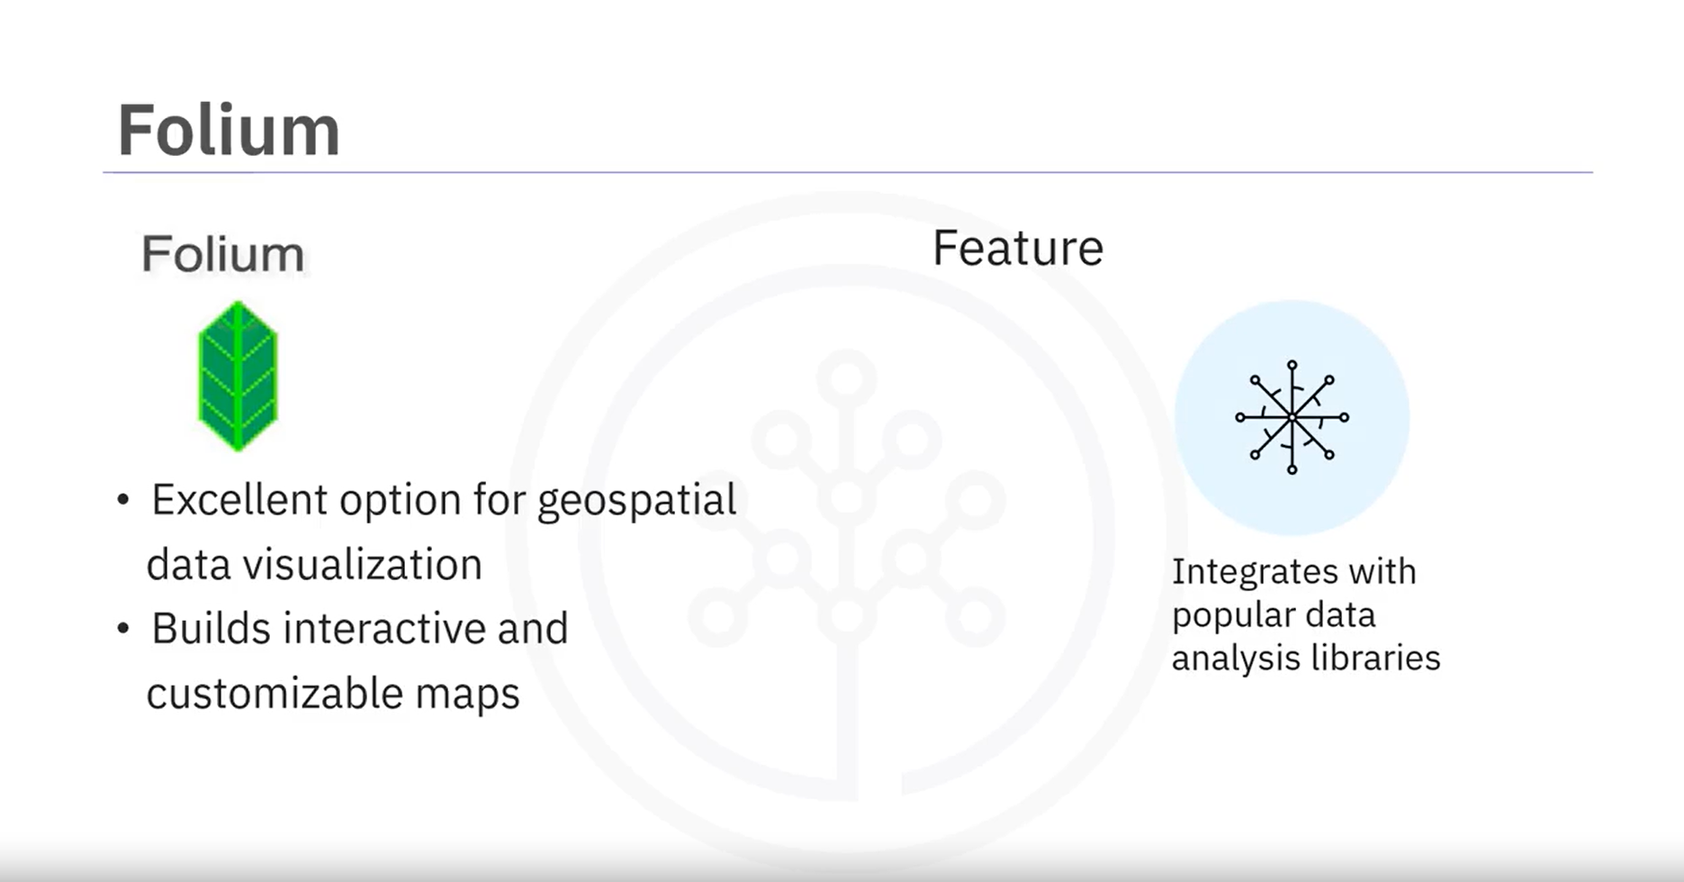 Folium
Folium
• Excellent option for geospatial
data visualization
• Builds interactive and
customizable maps
Feature
Integrates with
popular data
analysis libraries